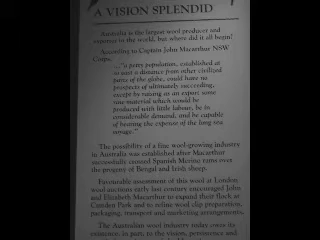 A VISION SPLENDID
Australia is the largest wool producer and
exporter in the world, but where did it all begin?
According to Captain John Macarthur NSW
Corps,
..."a petty population, established at
so vast a distance from other civilized
parts of the globe, could have no
prospects of ultimately succeeding,
except by raising as an export some
raw material which would be
produced with little labour, be in
considerable demand, and be capable
of bearing the expense of the long sea
voyage."
The possibility of a fine wool-growing industry
in Australia was established after Macarthur
successfully crossed Spanish Merino rams over
the progeny of Bengal and Irish sheep.
Favourable assessment of this wool at London
wool auctions early last century encouraged John
and Elizabeth Macarthur to expand their flock at
Camden Park and to refine wool clip preparation,
packaging, transport and marketing arrangements.
The Australian wool industry today owes its
existence, in part, to the vision, persistence and